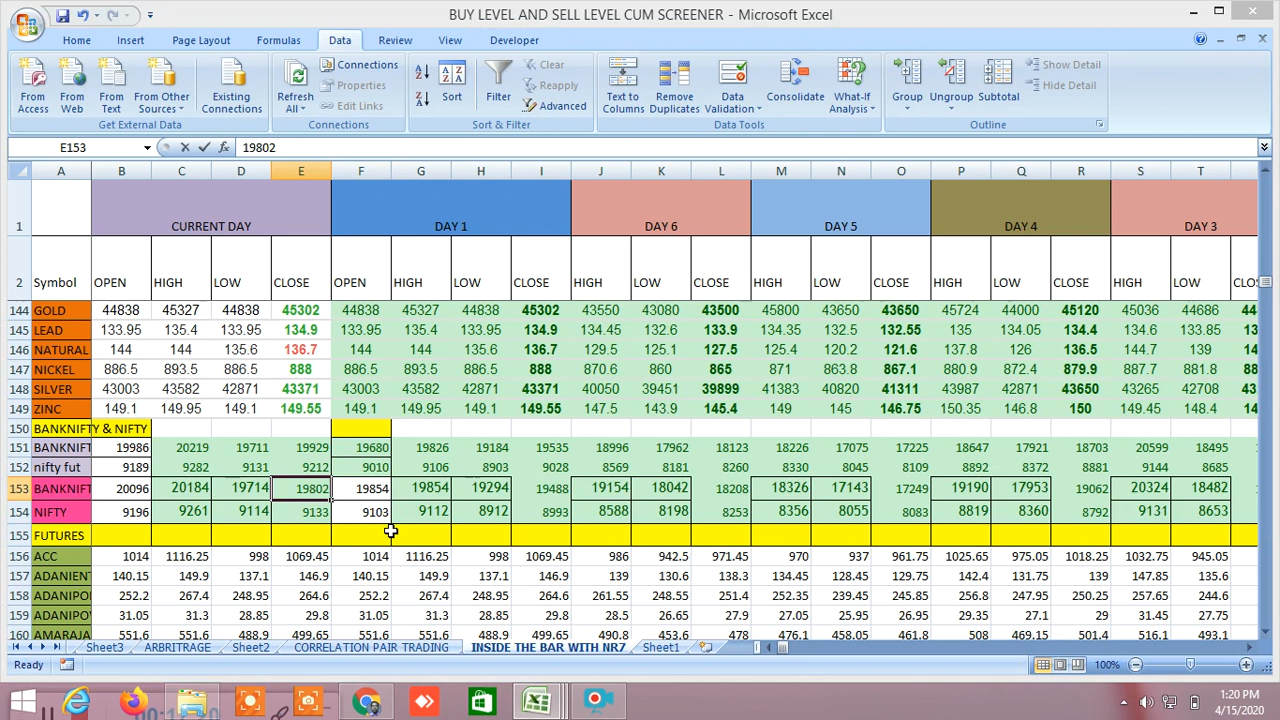 BUY LEVEL AND SELL LEVEL CUM SCREENER - Microsoft Excel
Home Insert Page Layout Formulas Data Review View Developer
From Access From Web From Text From Other Sources Existing Connections Refresh All Connections Properties Edit Links Sort Filter Clear Reapply Advanced Text to Columns Remove Duplicates Data Validation Consolidate What-If Analysis Group Ungroup Subtotal Show Detail Hide Detail
Get External Data Connections Sort & Filter Data Tools Outline
E153 19802
A B C D E F G H I J K L M N O P Q R S T
1 CURRENT DAY DAY 1 DAY 6 DAY 5 DAY 4 DAY 3
2 Symbol OPEN HIGH LOW CLOSE OPEN HIGH LOW CLOSE HIGH LOW CLOSE HIGH LOW CLOSE HIGH LOW CLOSE HIGH LOW CLO
144 GOLD 44838 45327 44838 45302 44838 45327 44838 45302 43550 43080 43500 45800 43650 43650 45724 44000 45120 45036 44686
145 LEAD 133.95 135.4 133.95 134.9 133.95 135.4 133.95 134.9 134.45 132.6 133.9 134.35 132.5 132.55 135 134.05 134.4 134.6 133.85
146 NATURAL 144 144 135.6 136.7 144 144 135.6 136.7 129.5 125.1 127.5 125.4 120.2 121.6 137.8 126 136.5 144.7 139
147 NICKEL 886.5 893.5 886.5 888 886.5 893.5 886.5 888 870.6 860 865 871 863.8 867.1 880.9 872.4 879.9 887.7 881.8
148 SILVER 43003 43582 42871 43371 43003 43582 42871 43371 40050 39451 39899 41383 40820 41311 43987 42871 43650 43265 42708
149 ZINC 149.1 149.95 149.1 149.55 149.1 149.95 149.1 149.55 147.5 143.9 145.4 149 145 146.75 150.35 146.8 150 149.45 148.4
150 BANKNIFTY & NIFTY
151 BANKNIFT 19986 20219 19711 19929 19680 19826 19184 19535 18996 17962 18123 18226 17075 17225 18647 17921 18703 20599 18495
152 nifty fut 9189 9282 9131 9212 9010 9106 8903 9028 8569 8181 8260 8330 8045 8109 8892 8372 8881 9144 8685
153 BANKNIFT 20096 20184 19714 19802 19854 19854 19294 19488 19154 18042 18208 1826 17143 17249 19190 17953 19062 20324 18482
154 NIFTY 9196 9261 9114 9133 9103 9112 8912 8993 8588 8198 8253 8356 8055 8083 8819 8360 8792 9131 8653
155 FUTURES
156 ACC 1014 1116.25 998 1069.45 1014 1116.25 998 1069.45 986 942.5 971.45 970 937 961.75 1025.65 975.05 1018.25 1032.75 945.05
157 ADANIENT 140.15 149.9 137.1 146.9 140.15 149.9 137.1 146.9 139 130.6 138.3 134.45 128.45 129.75 142.4 131.75 139 147.85 135.6
158 ADANIPO 252.2 267.4 248.95 264.6 252.2 267.4 248.95 264.6 261.55 248.55 251.4 252.35 239.45 245.85 256.8 247.95 250.05 257.65 244.6
159 ADANIPOV 31.05 31.3 28.85 29.8 31.05 31.3 28.85 29.8 28.65 26.65 27.9 27.05 25.95 26.95 29.35 27.1 29 31.45 27.75
160 AMARAJA 551.6 551.6 488.9 499.65 551.6 551.6 488.9 499.65 490.8 453.6 478 476.1 458.05 461.8 508 469.15 501.4 516.1 493.1
Sheet3 ARBRITRAGE Sheet2 CORRELATION PAIR TRADING INSIDE THE BAR WITH NR7 Sheet1
Ready 100%
1:20 PM
4/15/2020